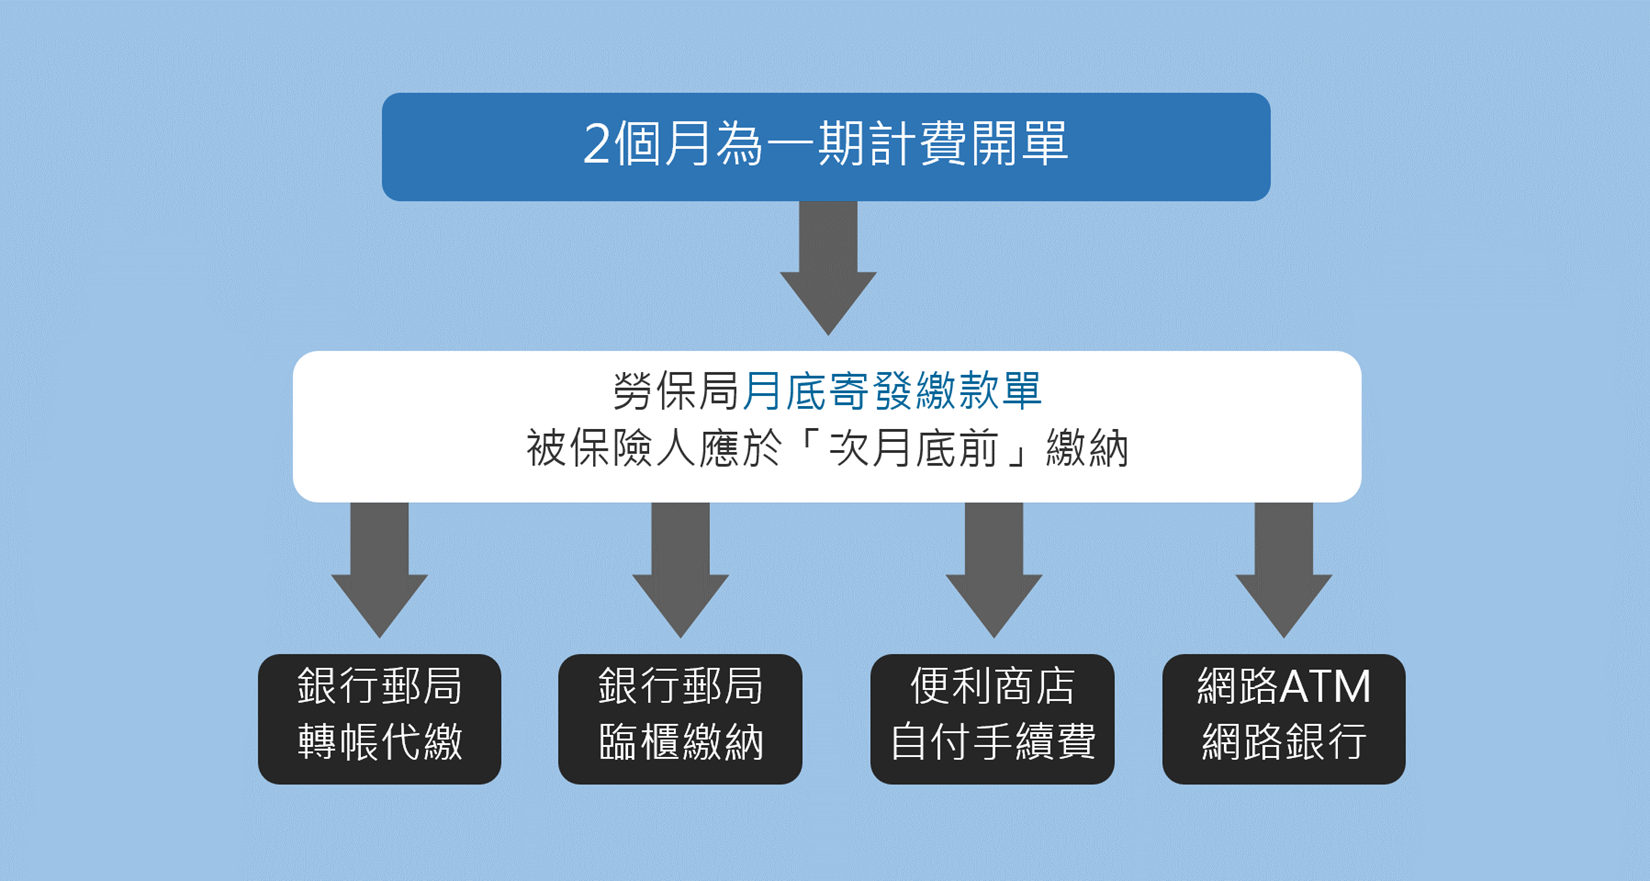 2個月為一期計費開單
勞保局月底寄發繳款單
被保險人應於「次月底前」繳納
銀行郵局
轉帳代繳
銀行郵局
臨櫃繳納
便利商店
自付手續費
網路ATM
網路銀行